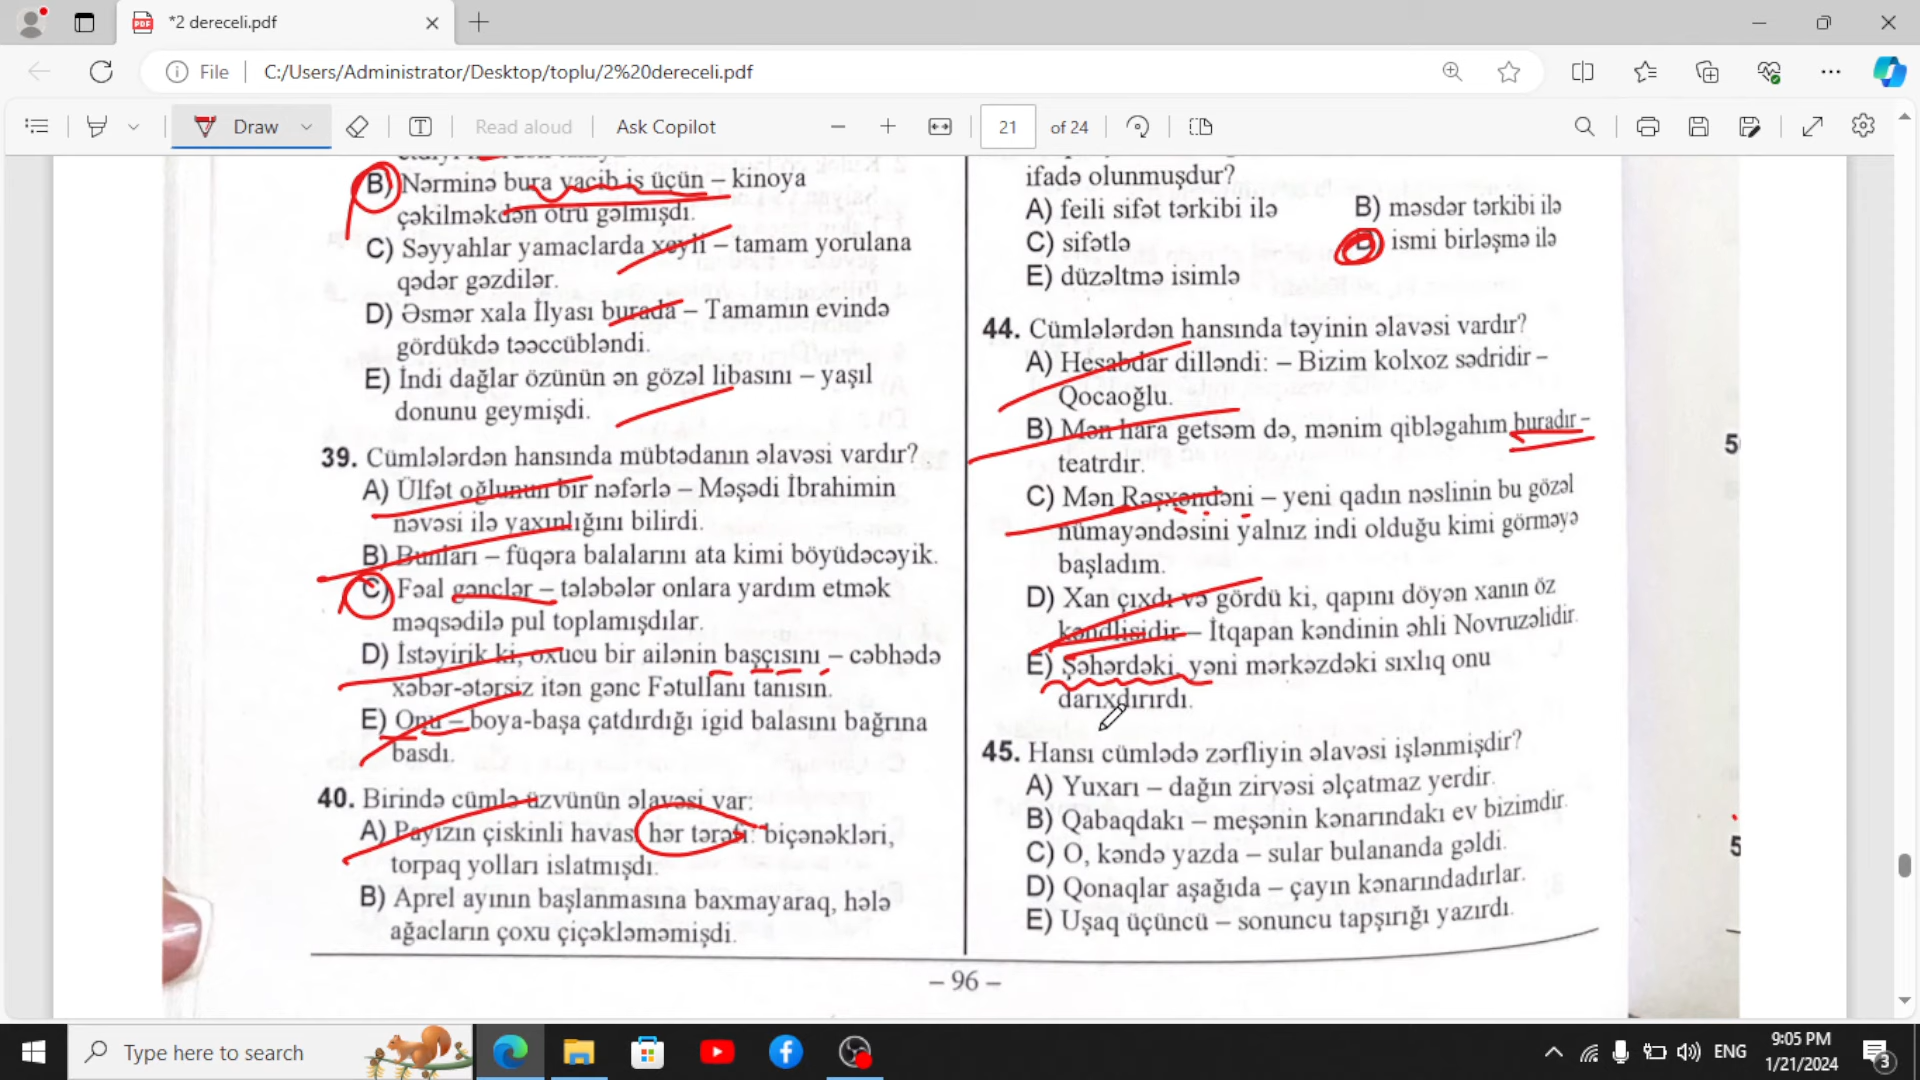 *2 dereceli.pdf
File
C:/Users/Administrator/Desktop/toplu/2%20dereceli.pdf
Draw
Read aloud
Ask Copilot
21
of 24
B) Nərminə bura vacib iş üçün – kinoya
çəkilməkdən ötrü gəlmişdi.
C) Səyyahlar yamaclarda xeyli – tamam yorulana
qədər gəzdilər.
D) Əsmər xala İlyası burada – Tamamın evində
gördükdə təəccübləndi.
E) İndi dağlar özünün ən gözəl libasını – yaşıl
donunu geymişdi.
39. Cümlələrdən hansında mübtədanın əlavəsi vardır?
A) Ülfət oğlunun bir nəfərlə – Məşədi İbrahimin
nəvəsi ilə yaxınlığını bilirdi.
B) Bunları – füqəra balalarını ata kimi böyüdəcəyik.
C) Fəal gənclər – tələbələr onlara yardım etmək
məqsədilə pul toplamışdılar.
D) İstəyirik ki, oxucu bir ailənin başçısını – cəbhədə
xəbər-ətərsiz itən gənc Fətullanı tanısın.
E) Onu – boya-başa çatdırdığı igid balasını bağrına
basdı.
40. Birində cümlə üzvünün əlavəsi var:
A) Payızın çiskinli havası hər tərəfi: biçənəkləri,
torpaq yolları islatmışdı.
B) Aprel ayının başlanmasına baxmayaraq, hələ
ağacların çoxu çiçəkləməmişdi.
ifadə olunmuşdur?
A) feili sifət tərkibi ilə B) məsdər tərkibi ilə
C) sifətlə D) ismi birləşmə ilə
E) düzəltmə isimlə
44. Cümlələrdən hansında təyinin əlavəsi vardır?
A) Hesabdar dilləndi: – Bizim kolxoz sədridir –
Qocaoğlu.
B) Mən hara getsəm də, mənim qibləgahım buradır –
teatrdır.
C) Mən Rəşxəndəni – yeni qadın nəslinin bu gözəl
nümayəndəsini yalnız indi olduğu kimi görməyə
başladım.
D) Xan çıxdı və gördü ki, qapını döyən xanın öz
kəndlisidir – İtqapan kəndinin əhli Novruzəlidir.
E) Şəhərdəki, yəni mərkəzdəki sıxlıq onu
darıxdırırdı.
45. Hansı cümlədə zərfliyin əlavəsi işlənmişdir?
A) Yuxarı – dağın zirvəsi əlçatmaz yerdir.
B) Qabaqdakı – meşənin kənarındakı ev bizimdir.
C) O, kəndə yazda – sular bulananda gəldi.
D) Qonaqlar aşağıda – çayın kənarındadırlar.
E) Uşaq üçüncü – sonuncu tapşırığı yazırdı.
– 96 –
5
5
Type here to search
ENG
9:05 PM
1/21/2024
3